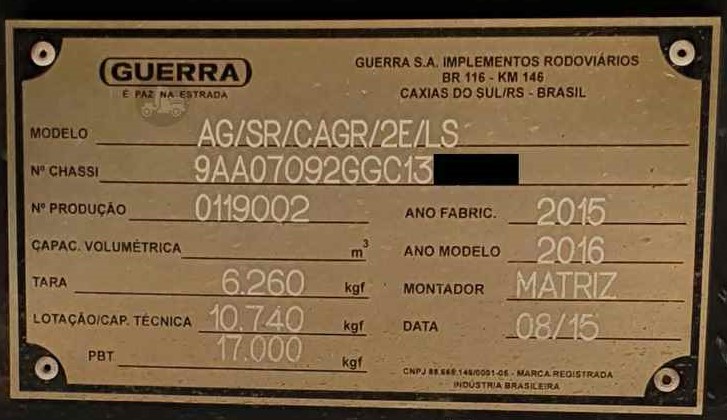 GUERRA
É PAZ NA ESTRADA
GUERRA S.A. IMPLEMENTOS RODOVIÁRIOS
BR 116 - KM 146
CAXIAS DO SUL/RS - BRASIL
MODELO AG/SR/CAGR/2E/LS
Nº CHASSI 9AA07092GGC13
Nº PRODUÇÃO 0119002 ANO FABRIC. 2015
CAPAC. VOLUMÉTRICA m³ ANO MODELO 2016
TARA 6.260 kgf MONTADOR MATRIZ
LOTAÇÃO/CAP. TÉCNICA 10.740 kgf DATA 08/15
PBT 17.000 kgf
CNPJ - MARCA REGISTRADA
INDÚSTRIA BRASILEIRA